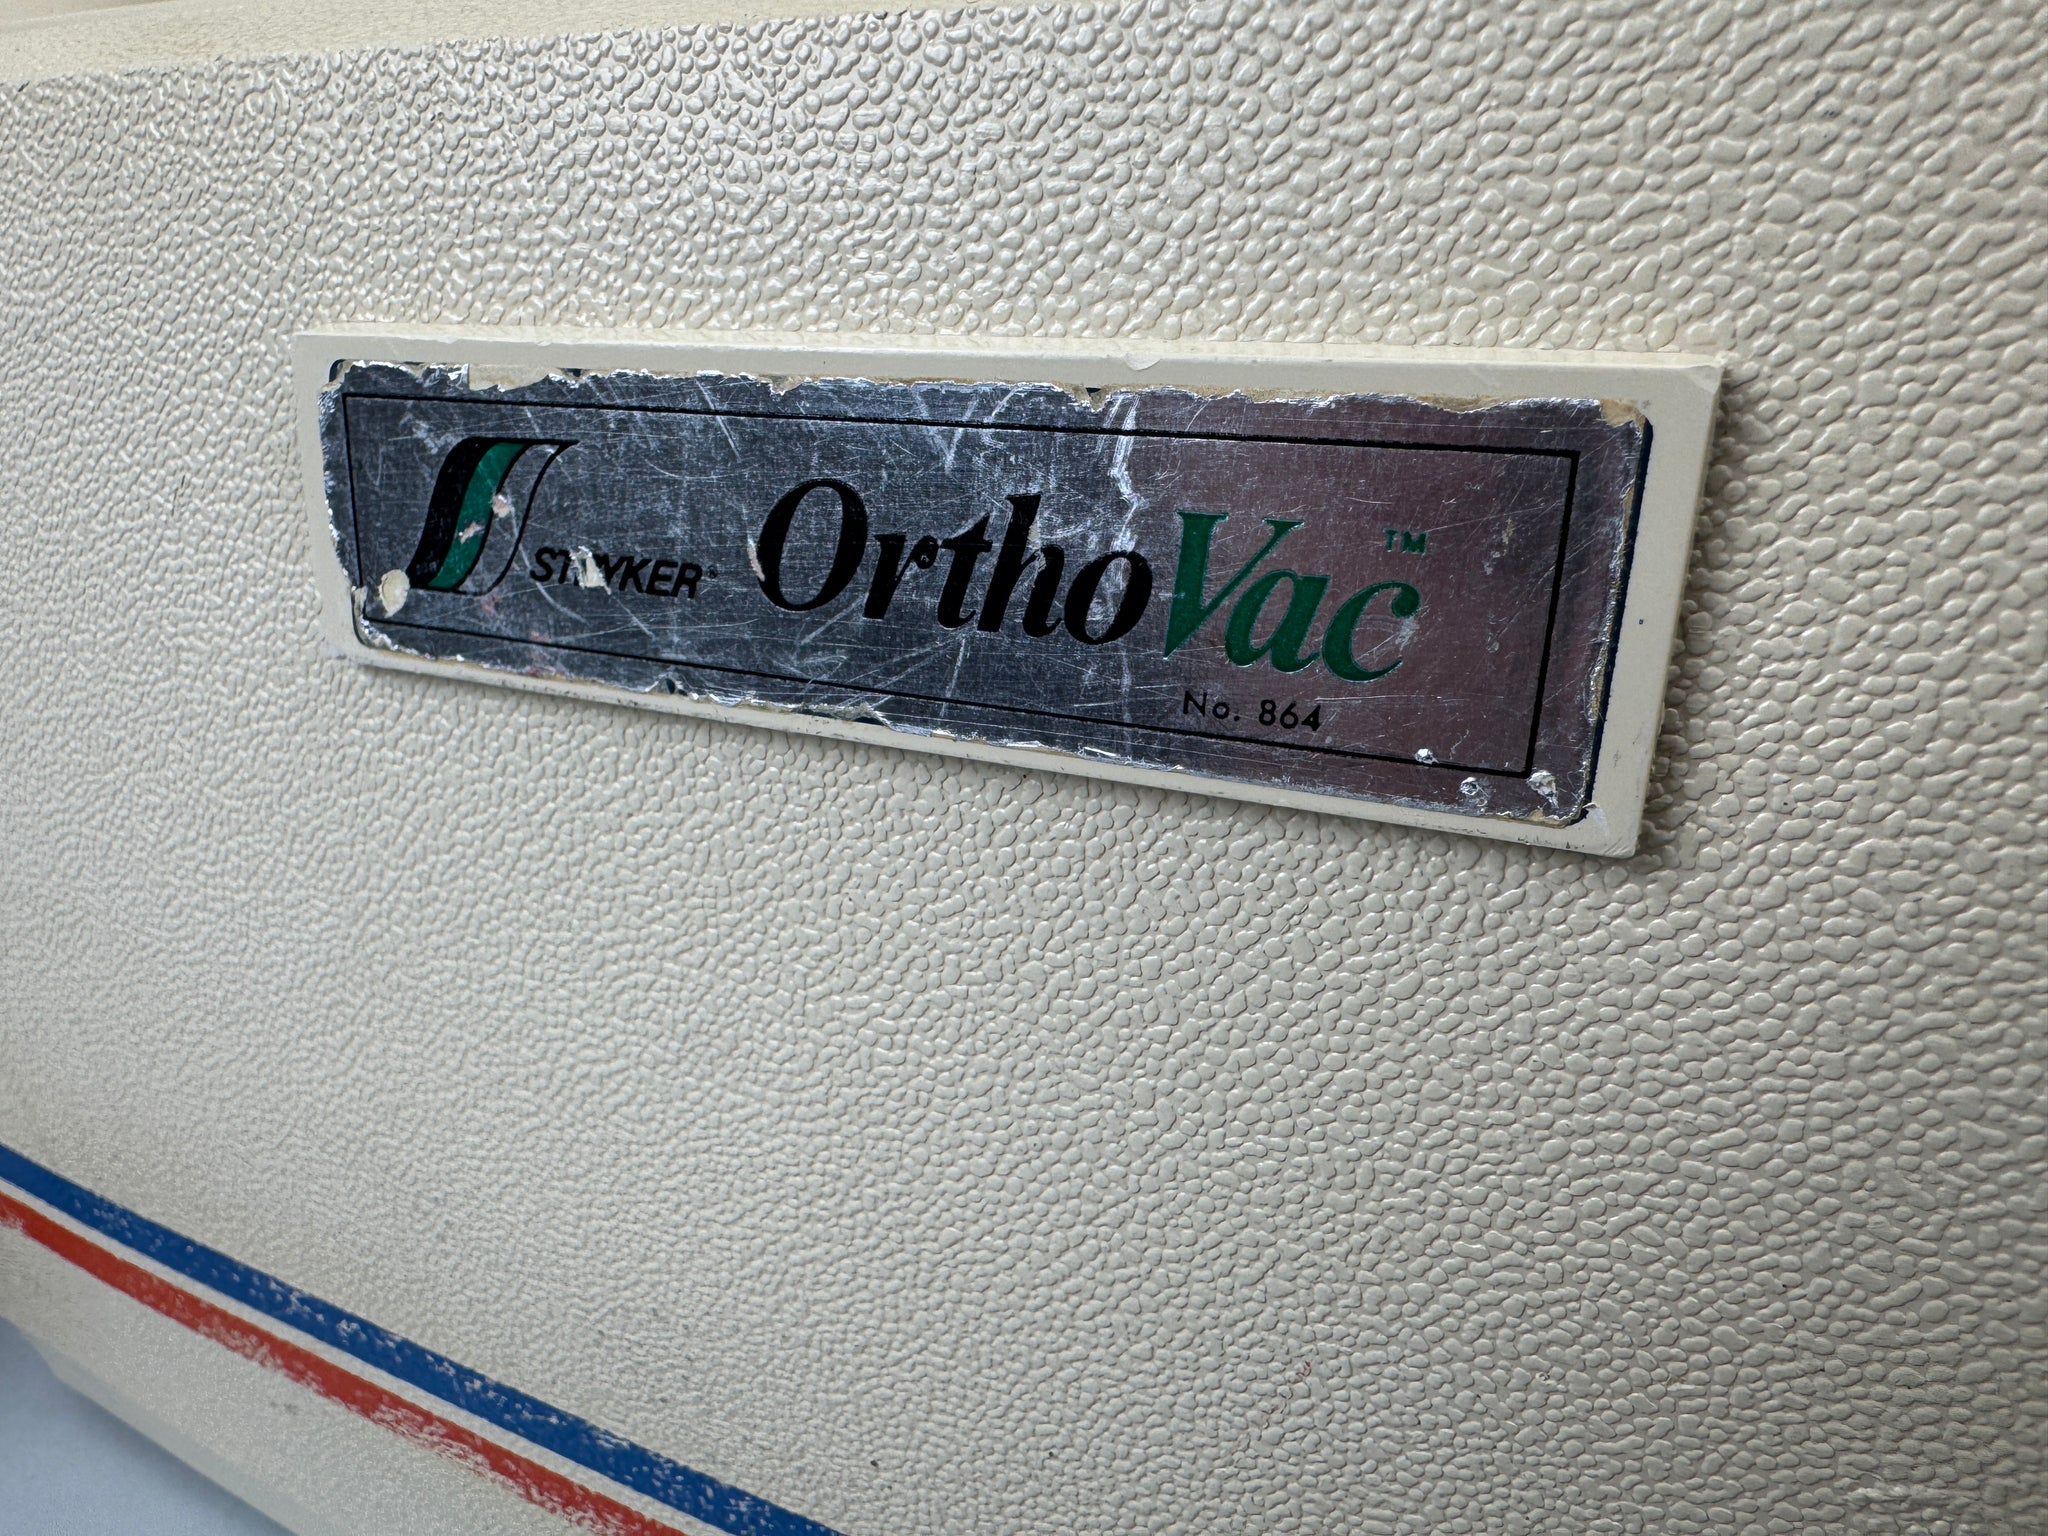 STRYKER®
OrthoVac™
No. 864